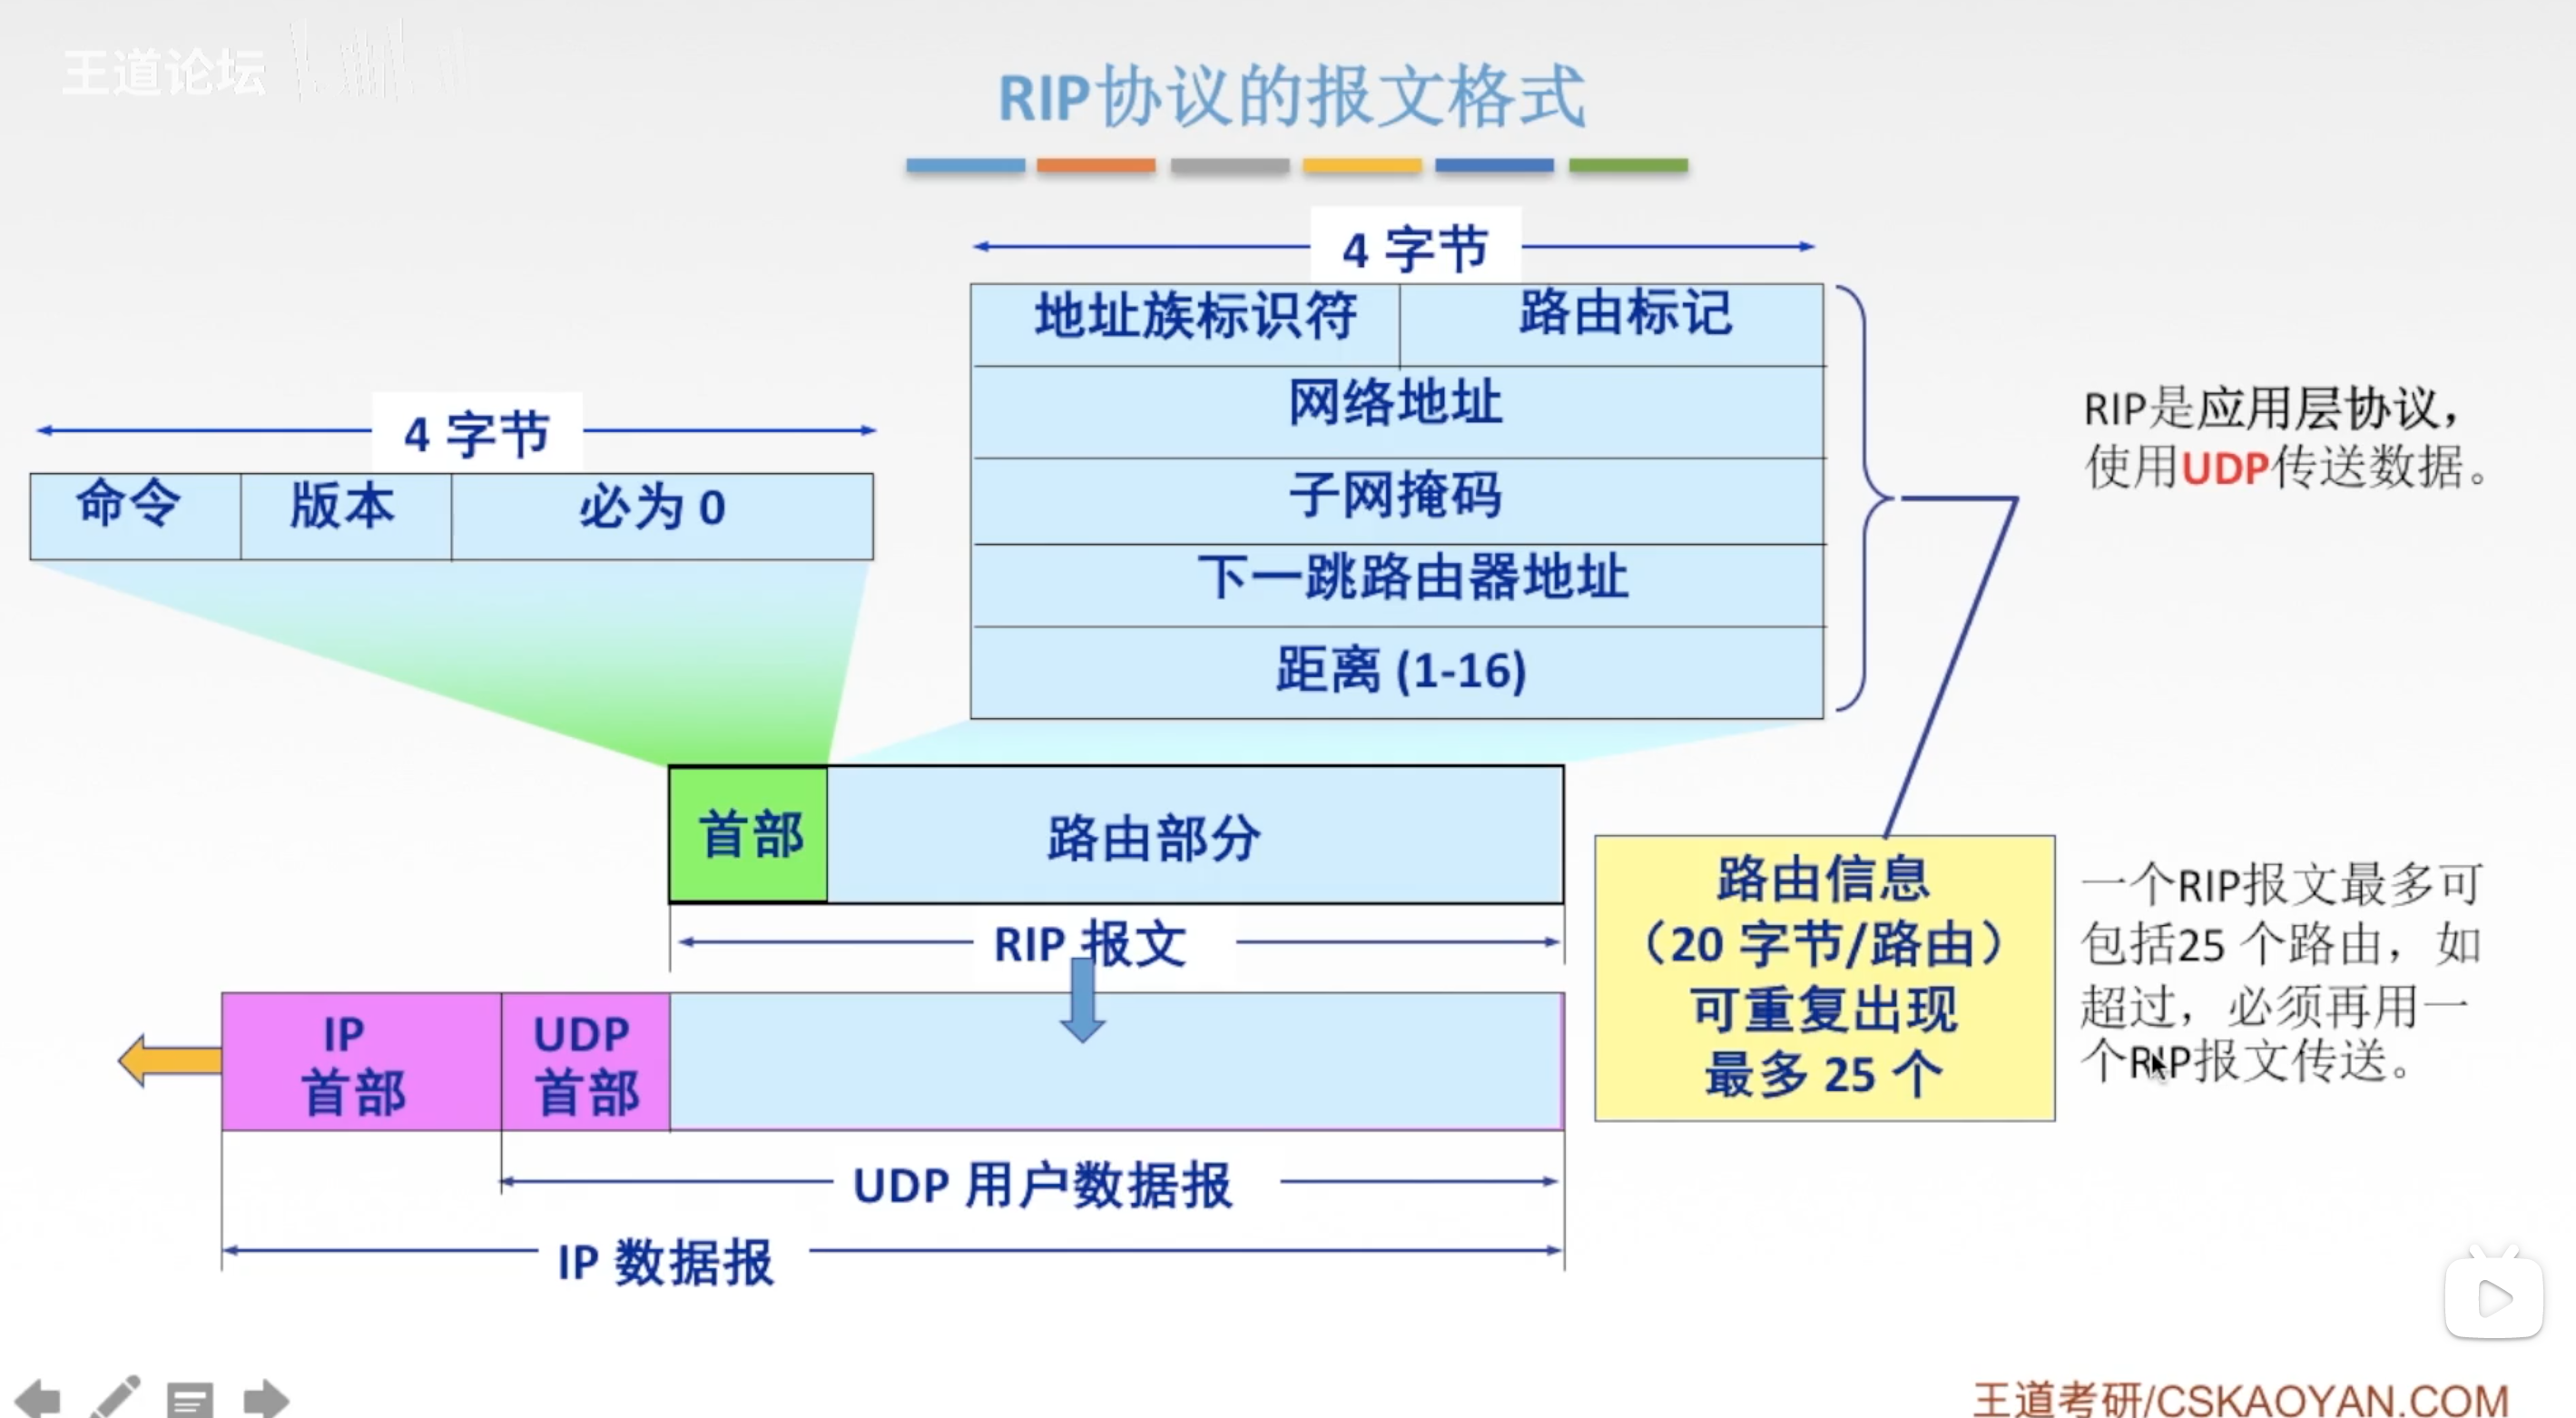 王道论坛
RIP协议的报文格式
4 字节
地址族标识符 路由标记
网络地址
子网掩码
下一跳路由器地址
距离 (1-16)
4 字节
命令 版本 必为 0
RIP是应用层协议，
使用UDP传送数据。
首部 路由部分
RIP 报文
路由信息
（20 字节/路由）
可重复出现
最多 25 个
一个RIP报文最多可
包括25 个路由，如
超过，必须再用一
个RIP报文传送。
IP
首部
UDP
首部
UDP 用户数据报
IP 数据报
王道考研/CSKAOYAN.COM